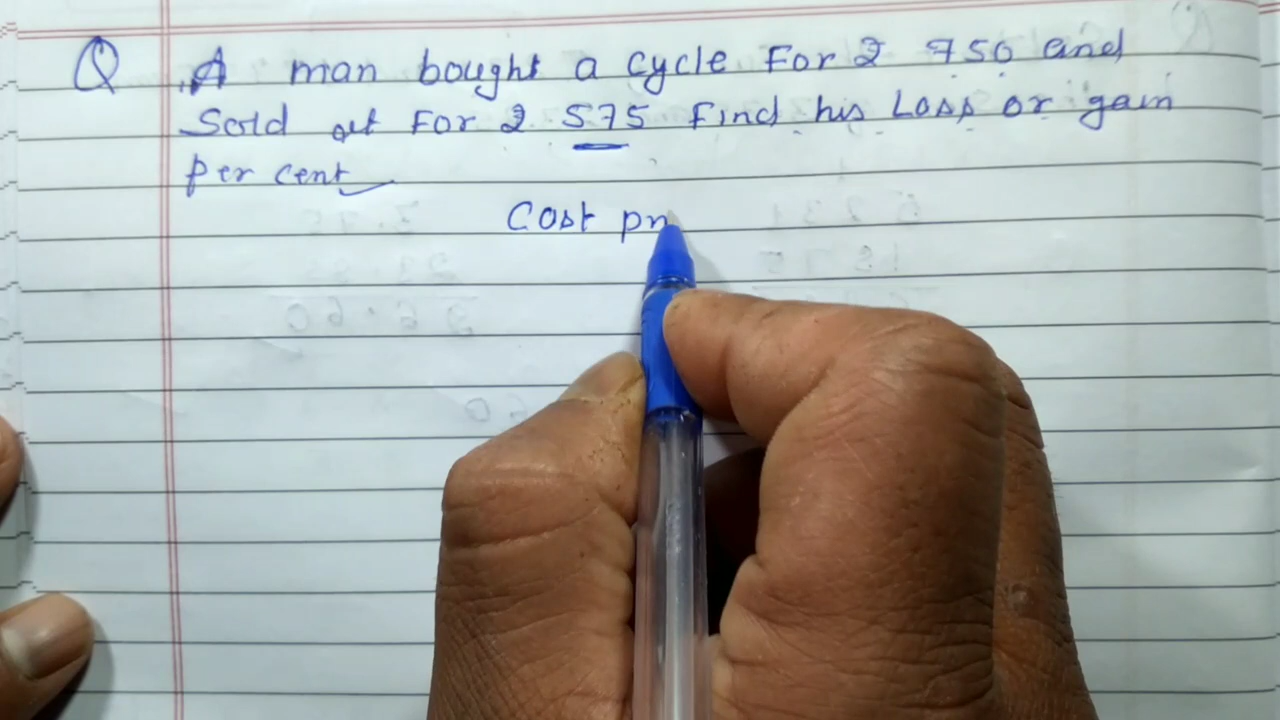 Q A man bought a cycle For ₹ 750 and
Sold it For ₹ 575 Find his Loss or gain
per cent
Cost pr